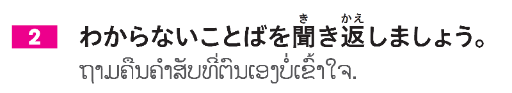 2 わからないことばを聞き返しましょう。
ຖາມຄືນຄຳສັບທີ່ຕົນເອງບໍ່ເຂົ້າໃຈ.